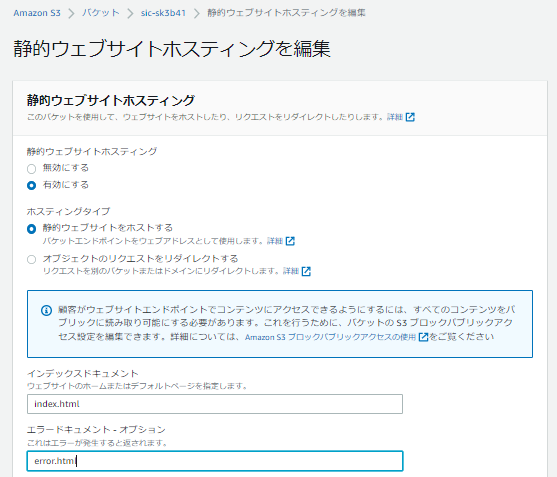 Amazon S3 > バケット > sic-sk3b41 > 静的ウェブサイトホスティングを編集
静的ウェブサイトホスティングを編集
静的ウェブサイトホスティング
このバケットを使用して、ウェブサイトをホストしたり、リクエストをリダイレクトしたりします。詳細
静的ウェブサイトホスティング
無効にする
有効にする
ホスティングタイプ
静的ウェブサイトをホストする
バケットエンドポイントをウェブアドレスとして使用します。詳細
オブジェクトのリクエストをリダイレクトする
リクエストを別のバケットまたはドメインにリダイレクトします。詳細
顧客がウェブサイトエンドポイントでコンテンツにアクセスできるようにするには、すべてのコンテンツをパ
ブリックに読み取り可能にする必要があります。これを行うために、バケットの S3 ブロックパブリックアク
セス設定を編集できます。詳細については、Amazon S3 ブロックパブリックアクセスの使用 をご覧ください
インデックスドキュメント
ウェブサイトのホームまたはデフォルトページを指定します。
index.html
エラードキュメント - オプション
これはエラーが発生すると返されます。
error.html